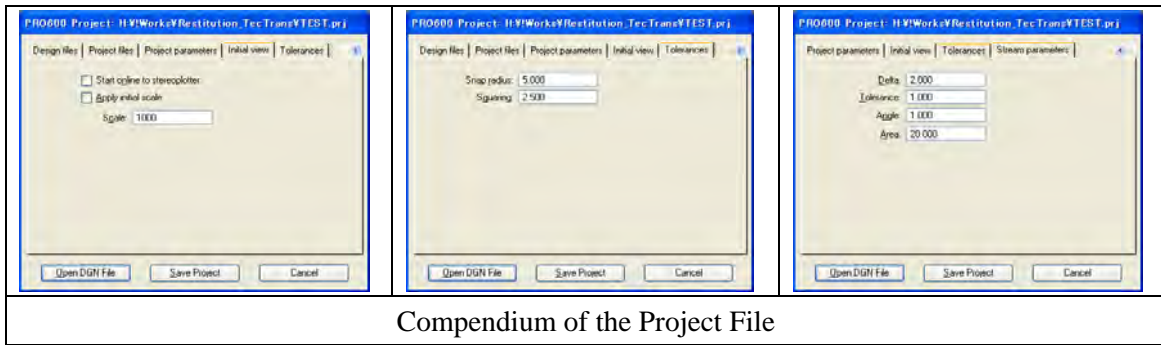 PRO600 Project: H:¥!Works¥Restitution_TecTrans¥TEST.prj
Design files Project files Project parameters Initial view Tolerances
Start online to stereoplotter
Apply initial scale
Scale: 1000
Open DGN File Save Project Cancel
PRO600 Project: H:¥!Works¥Restitution_TecTrans¥TEST.prj
Design files Project files Project parameters Initial view Tolerances
Snap radius: 5.000
Squaring: 2.500
Open DGN File Save Project Cancel
PRO600 Project: H:¥!Works¥Restitution_TecTrans¥TEST.prj
Project parameters Initial view Tolerances Stream parameters
Delta: 2.000
Tolerance: 1.000
Angle: 1.000
Area: 20.000
Open DGN File Save Project Cancel
Compendium of the Project File